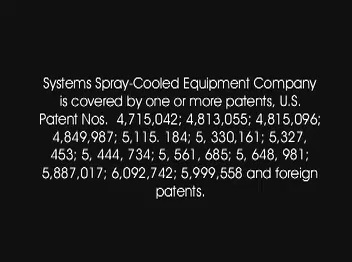 Systems Spray-Cooled Equipment Company
is covered by one or more patents, U.S.
Patent Nos. 4,715,042; 4,813,055; 4,815,096;
4,849,987; 5,115. 184; 5, 330,161; 5,327,
453; 5, 444, 734; 5, 561, 685; 5, 648, 981;
5,887,017; 6,092,742; 5,999,558 and foreign
patents.